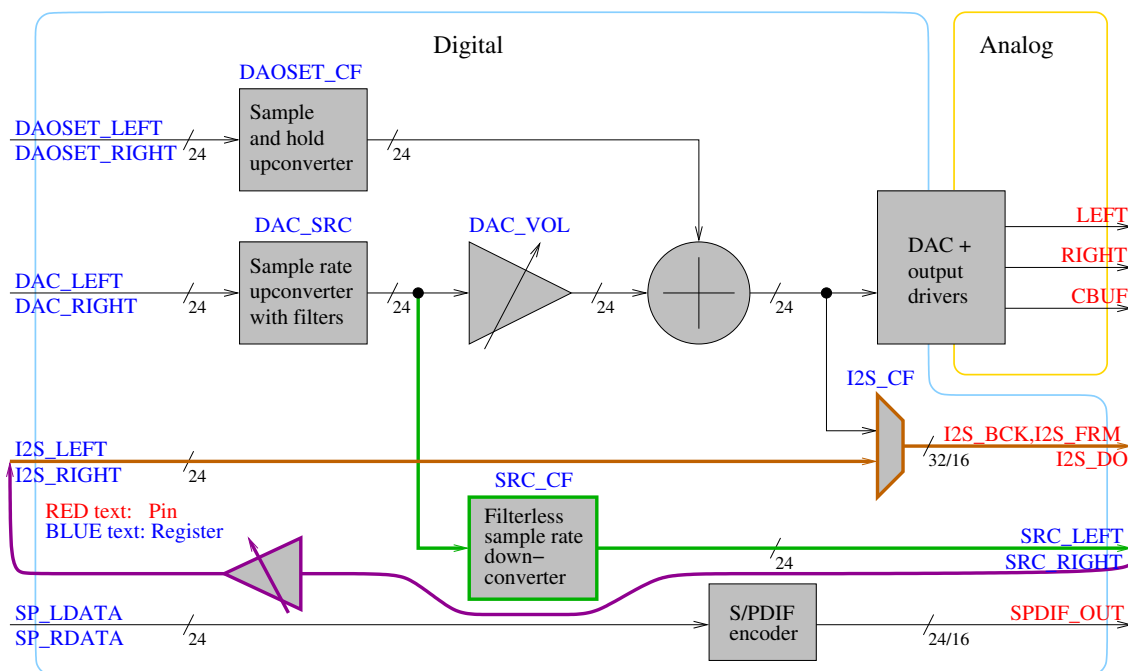 Digital
Analog
DAOSET_CF
DAOSET_LEFT
DAOSET_RIGHT
24
Sample
and hold
upconverter
24
DAC_SRC
DAC_VOL
DAC_LEFT
DAC_RIGHT
24
Sample rate
upconverter
with filters
24
24
24
DAC +
output
drivers
LEFT
RIGHT
CBUF
I2S_CF
I2S_LEFT
I2S_RIGHT
24
32/16
I2S_BCK,I2S_FRM
I2S_DO
RED text: Pin
BLUE text: Register
SRC_CF
Filterless
sample rate
down-
converter
24
SRC_LEFT
SRC_RIGHT
SP_LDATA
SP_RDATA
24
S/PDIF
encoder
24/16
SPDIF_OUT